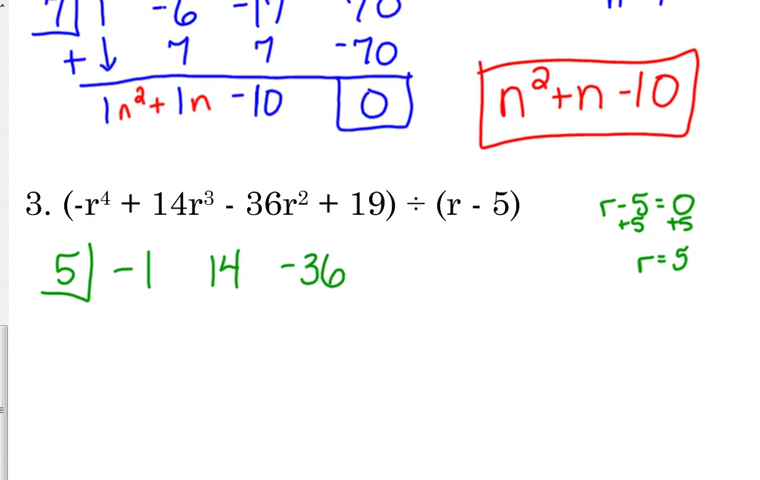 7 1 -6 -17 70
+ ↓ 7 7 -70
1n² + 1n -10 0
n² + n - 10
3. (-r⁴ + 14r³ - 36r² + 19) ÷ (r - 5)
r - 5 = 0
+5 +5
r = 5
5 -1 14 -36